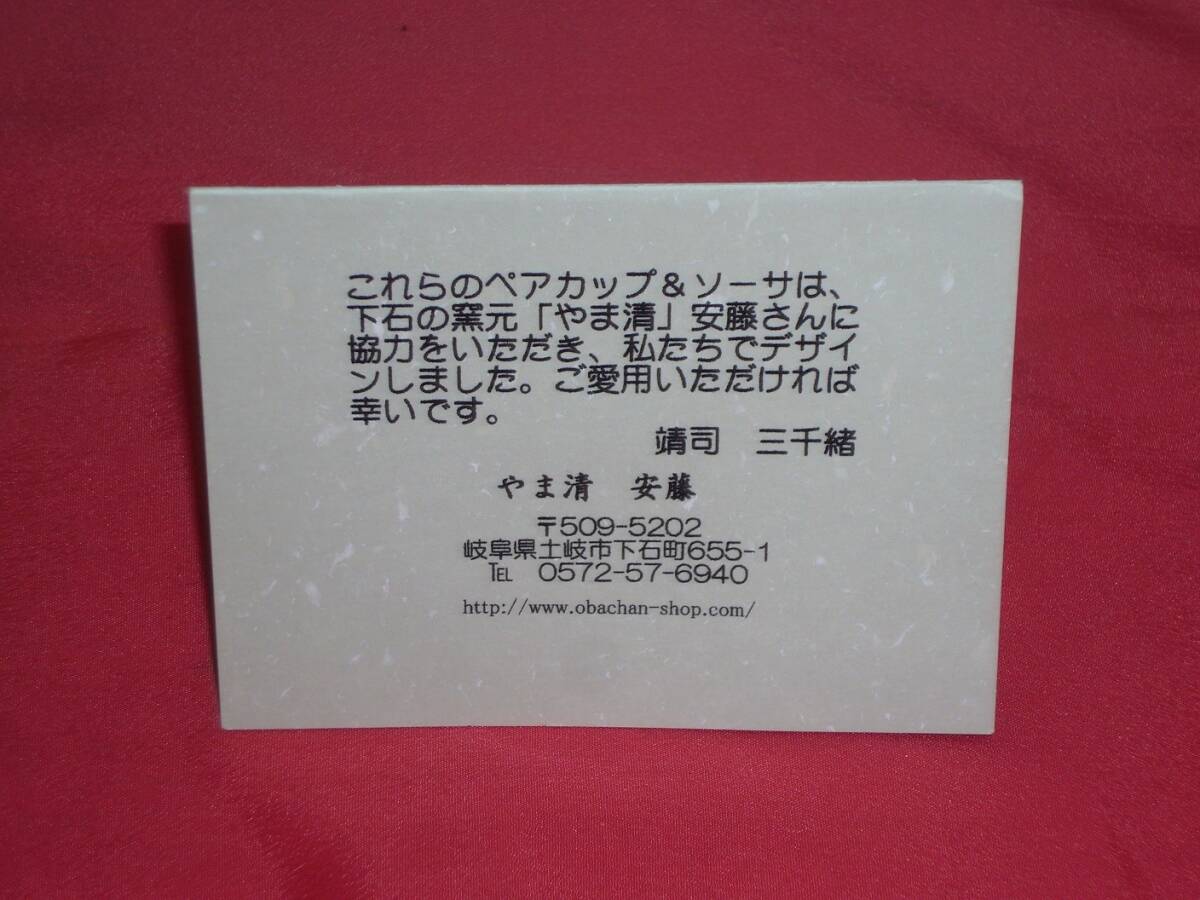 これらのペアカップ＆ソーサは、
下石の窯元「やま清」安藤さんに
協力をいただき、私たちでデザイ
ンしました。ご愛用いただければ
幸いです。
靖司　三千緒
やま清　安藤
〒509-5202
岐阜県土岐市下石町655-1
℡　0572-57-6940
http://www.obachan-shop.com/